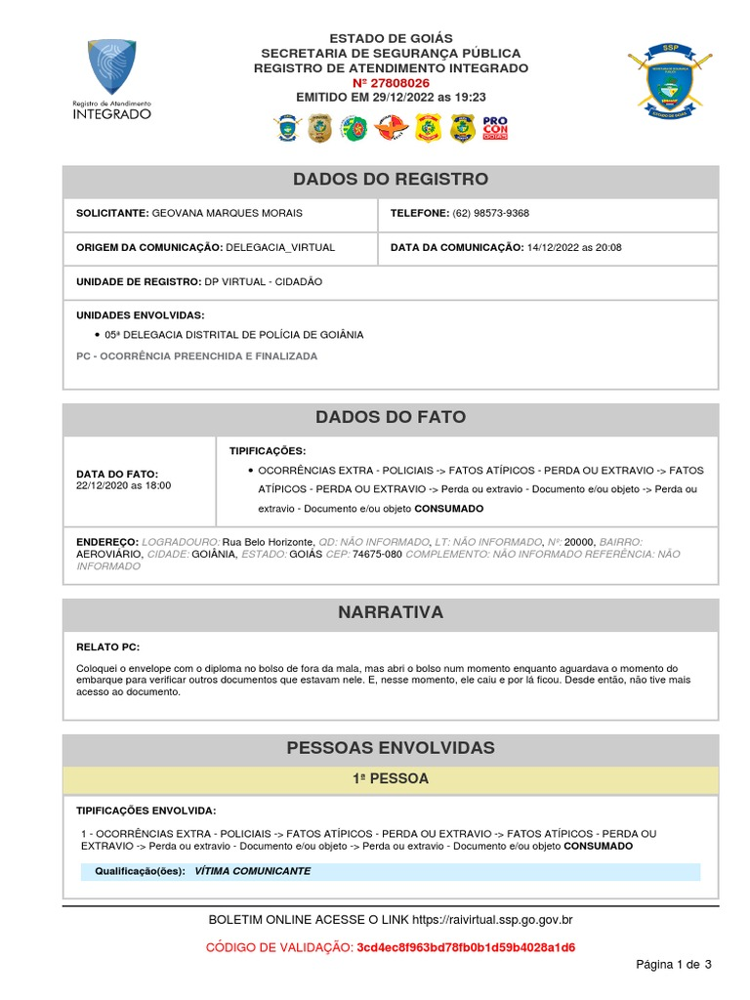 ESTADO DE GOIÁS
SECRETARIA DE SEGURANÇA PÚBLICA
REGISTRO DE ATENDIMENTO INTEGRADO
Nº 27808026
EMITIDO EM 29/12/2022 as 19:23
Registro de Atendimento
INTEGRADO
SSP
PRO
CON
GOIÁS
DADOS DO REGISTRO
SOLICITANTE: GEOVANA MARQUES MORAIS
TELEFONE: (62) 98573-9368
ORIGEM DA COMUNICAÇÃO: DELEGACIA_VIRTUAL
DATA DA COMUNICAÇÃO: 14/12/2022 as 20:08
UNIDADE DE REGISTRO: DP VIRTUAL - CIDADÃO
UNIDADES ENVOLVIDAS:
• 05ª DELEGACIA DISTRITAL DE POLÍCIA DE GOIÂNIA
PC - OCORRÊNCIA PREENCHIDA E FINALIZADA
DADOS DO FATO
DATA DO FATO:
22/12/2020 as 18:00
TIPIFICAÇÕES:
• OCORRÊNCIAS EXTRA - POLICIAIS -> FATOS ATÍPICOS - PERDA OU EXTRAVIO -> FATOS
ATÍPICOS - PERDA OU EXTRAVIO -> Perda ou extravio - Documento e/ou objeto -> Perda ou
extravio - Documento e/ou objeto CONSUMADO
ENDEREÇO: LOGRADOURO: Rua Belo Horizonte, QD: NÃO INFORMADO, LT: NÃO INFORMADO, Nº: 20000, BAIRRO:
AEROVIÁRIO, CIDADE: GOIÂNIA, ESTADO: GOIÁS CEP: 74675-080 COMPLEMENTO: NÃO INFORMADO REFERÊNCIA: NÃO
INFORMADO
NARRATIVA
RELATO PC:
Coloquei o envelope com o diploma no bolso de fora da mala, mas abri o bolso num momento enquanto aguardava o momento do
embarque para verificar outros documentos que estavam nele. E, nesse momento, ele caiu e por lá ficou. Desde então, não tive mais
acesso ao documento.
PESSOAS ENVOLVIDAS
1ª PESSOA
TIPIFICAÇÕES ENVOLVIDA:
1 - OCORRÊNCIAS EXTRA - POLICIAIS -> FATOS ATÍPICOS - PERDA OU EXTRAVIO -> FATOS ATÍPICOS - PERDA OU
EXTRAVIO -> Perda ou extravio - Documento e/ou objeto -> Perda ou extravio - Documento e/ou objeto CONSUMADO
Qualificação(ões): VÍTIMA COMUNICANTE
BOLETIM ONLINE ACESSE O LINK https://raivirtual.ssp.go.gov.br
CÓDIGO DE VALIDAÇÃO: 3cd4ec8f963bd78fb0b1d59b4028a1d6
Página 1 de 3